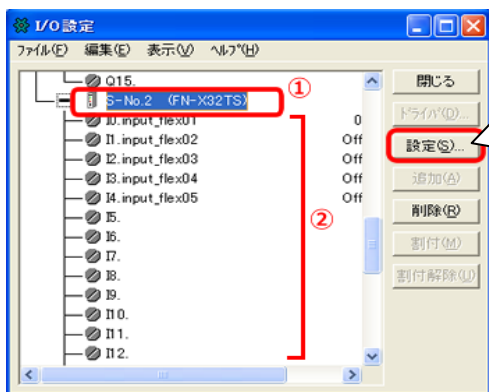 I/O設定
ファイル(F) 編集(E) 表示(V) ヘルプ(H)
Q15.
S-No.2 (FN-X32TS)
①
I0.input_flex01 0
I1.input_flex02 Off
I2.input_flex03 Off
I3.input_flex04 Off
I4.input_flex05 Off
②
I5.
I6.
I7.
I8.
I9.
I10.
I11.
I12.
閉じる
ドライバ(D)...
設定(S)...
追加(A)
削除(R)
割付(M)
割付解除(U)